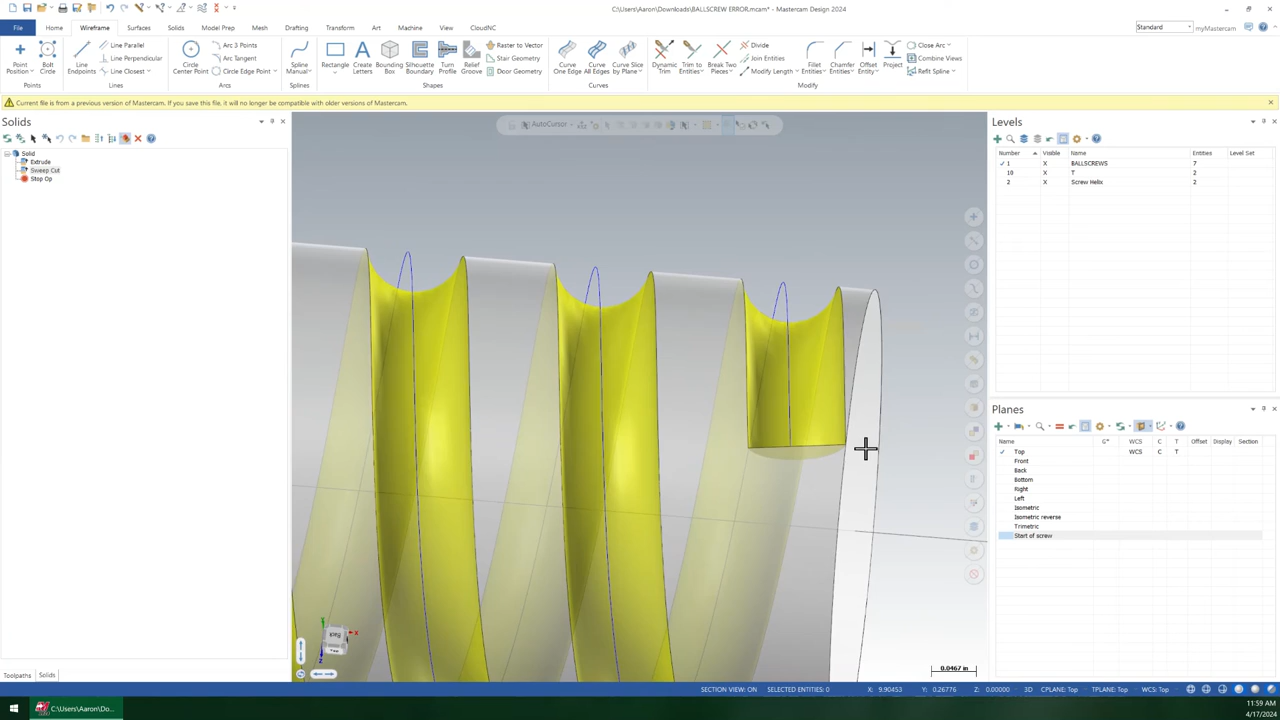 C:\Users\Aaron\Downloads\BALLSCREW ERROR.mcam* - Mastercam Design 2024
File Home Wireframe Surfaces Solids Model Prep Mesh Drafting Transform Art Machine View CloudNC
Standard myMastercam
Point Position Bolt Circle
Line Endpoints Line Parallel Line Perpendicular Line Closest
Lines
Circle Center Point Arc 3 Points Arc Tangent Circle Edge Point
Arcs
Spline Manual
Splines
Rectangle Create Letters Bounding Box Silhouette Boundary Turn Profile Relief Groove Raster to Vector Stair Geometry Door Geometry
Shapes
Curve One Edge Curve All Edges Curve Slice by Plane
Curves
Dynamic Trim Trim to Entities Break Two Pieces Divide Join Entities Modify Length Fillet Entities Chamfer Entities Offset Entity Project Close Arc Combine Views Refit Spline
Modify
Current file is from a previous version of Mastercam. If you save this file, it will no longer be compatible with older versions of Mastercam.
Solids
Solid
Extrude
Sweep Cut
Stop Op
AutoCursor
Levels
Number Visible Name Entities Level Set
1 X BALLSCREWS 7
10 X T 2
2 X Screw Helix 2
Planes
Name G* WCS C T Offset Display Section
Top WCS C T
Front
Back
Bottom
Right
Left
Isometric
Isometric reverse
Trimetric
Start of screw
Back
X
0.0467 in
Toolpaths Solids
SECTION VIEW: ON SELECTED ENTITIES: 0 X: 9.90453 Y: 0.26776 Z: 0.00000 3D CPLANE: Top TPLANE: Top WCS: Top
C:\Users\Aaron\Do...
11:59 AM
4/17/2024